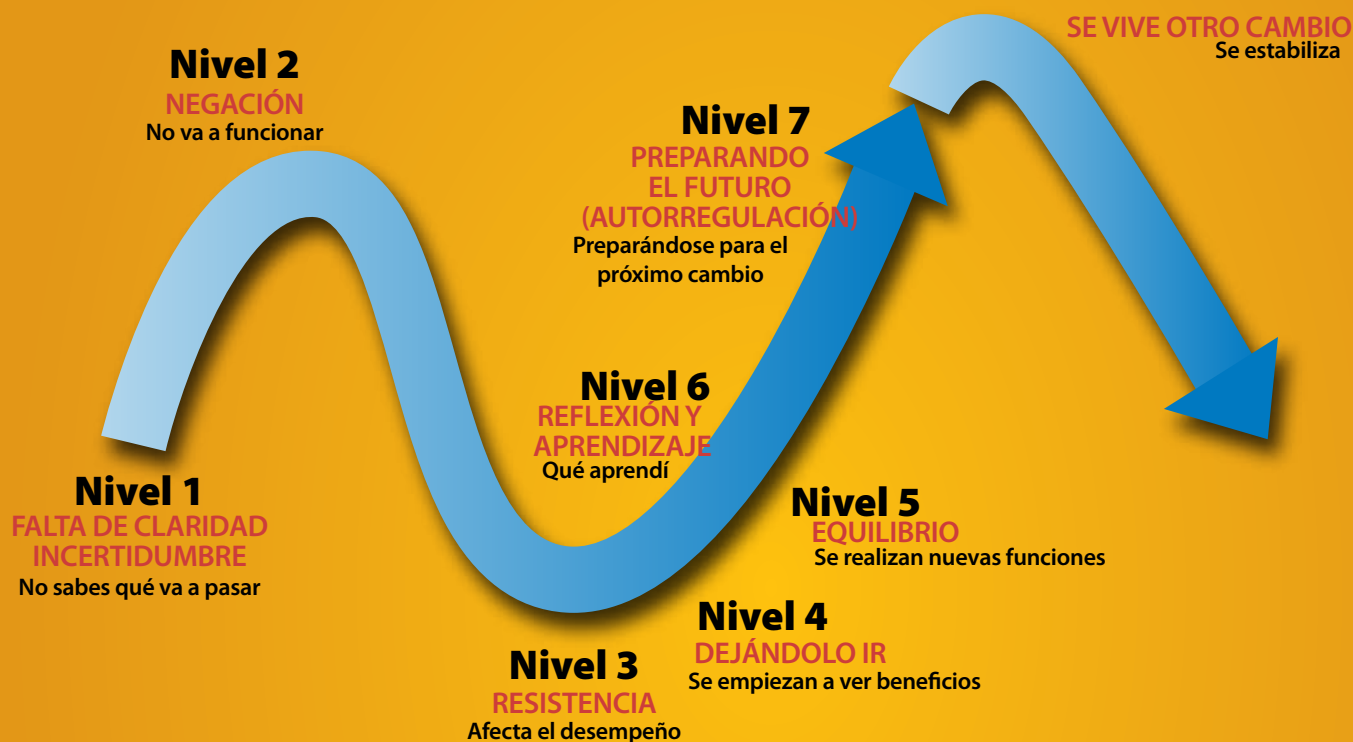 Nivel 1
FALTA DE CLARIDAD
INCERTIDUMBRE
No sabes qué va a pasar
Nivel 2
NEGACIÓN
No va a funcionar
Nivel 3
RESISTENCIA
Afecta el desempeño
Nivel 4
DEJÁNDOLO IR
Se empiezan a ver beneficios
Nivel 5
EQUILIBRIO
Se realizan nuevas funciones
Nivel 6
REFLEXIÓN Y
APRENDIZAJE
Qué aprendí
Nivel 7
PREPARANDO
EL FUTURO
(AUTORREGULACIÓN)
Preparándose para el
próximo cambio
SE VIVE OTRO CAMBIO
Se estabiliza